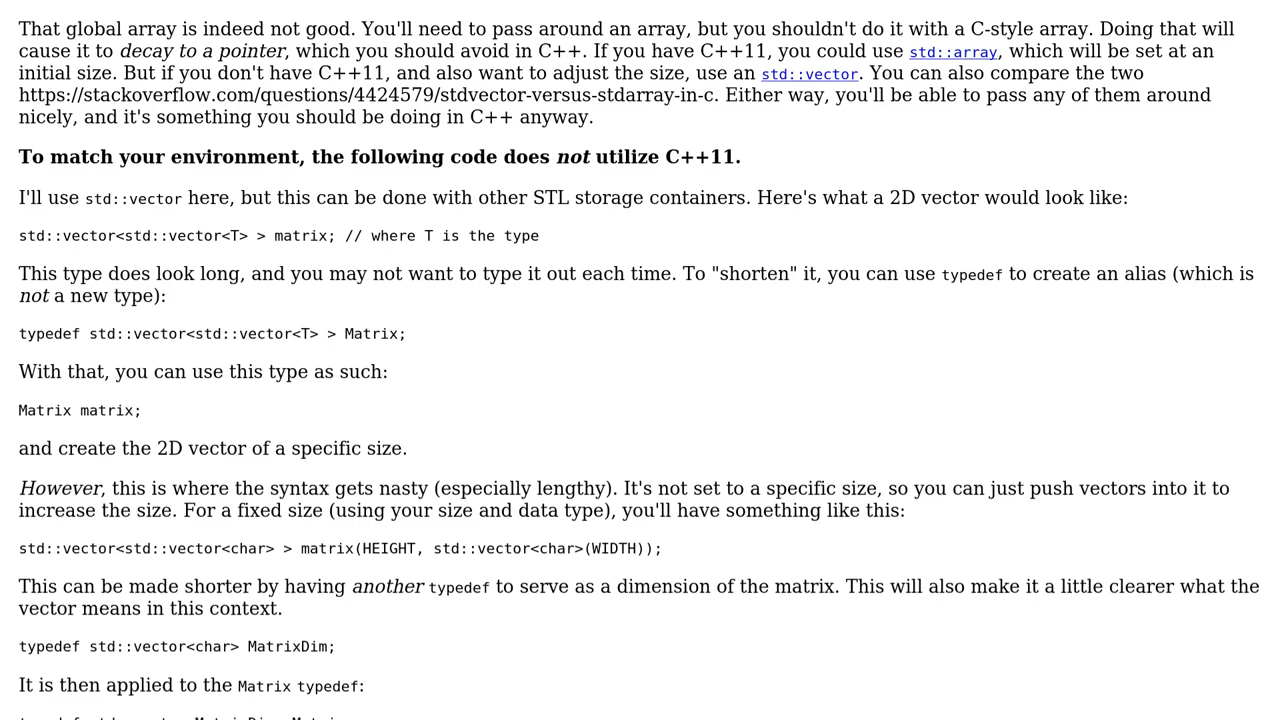 That global array is indeed not good. You'll need to pass around an array, but you shouldn't do it with a C-style array. Doing that will
cause it to decay to a pointer, which you should avoid in C++. If you have C++11, you could use std::array, which will be set at an
initial size. But if you don't have C++11, and also want to adjust the size, use an std::vector. You can also compare the two
https://stackoverflow.com/questions/4424579/stdvector-versus-stdarray-in-c. Either way, you'll be able to pass any of them around
nicely, and it's something you should be doing in C++ anyway.
To match your environment, the following code does not utilize C++11.
I'll use std::vector here, but this can be done with other STL storage containers. Here's what a 2D vector would look like:
std::vector<std::vector<T> > matrix; // where T is the type
This type does look long, and you may not want to type it out each time. To "shorten" it, you can use typedef to create an alias (which is
not a new type):
typedef std::vector<std::vector<T> > Matrix;
With that, you can use this type as such:
Matrix matrix;
and create the 2D vector of a specific size.
However, this is where the syntax gets nasty (especially lengthy). It's not set to a specific size, so you can just push vectors into it to
increase the size. For a fixed size (using your size and data type), you'll have something like this:
std::vector<std::vector<char> > matrix(HEIGHT, std::vector<char>(WIDTH));
This can be made shorter by having another typedef to serve as a dimension of the matrix. This will also make it a little clearer what the
vector means in this context.
typedef std::vector<char> MatrixDim;
It is then applied to the Matrix typedef: